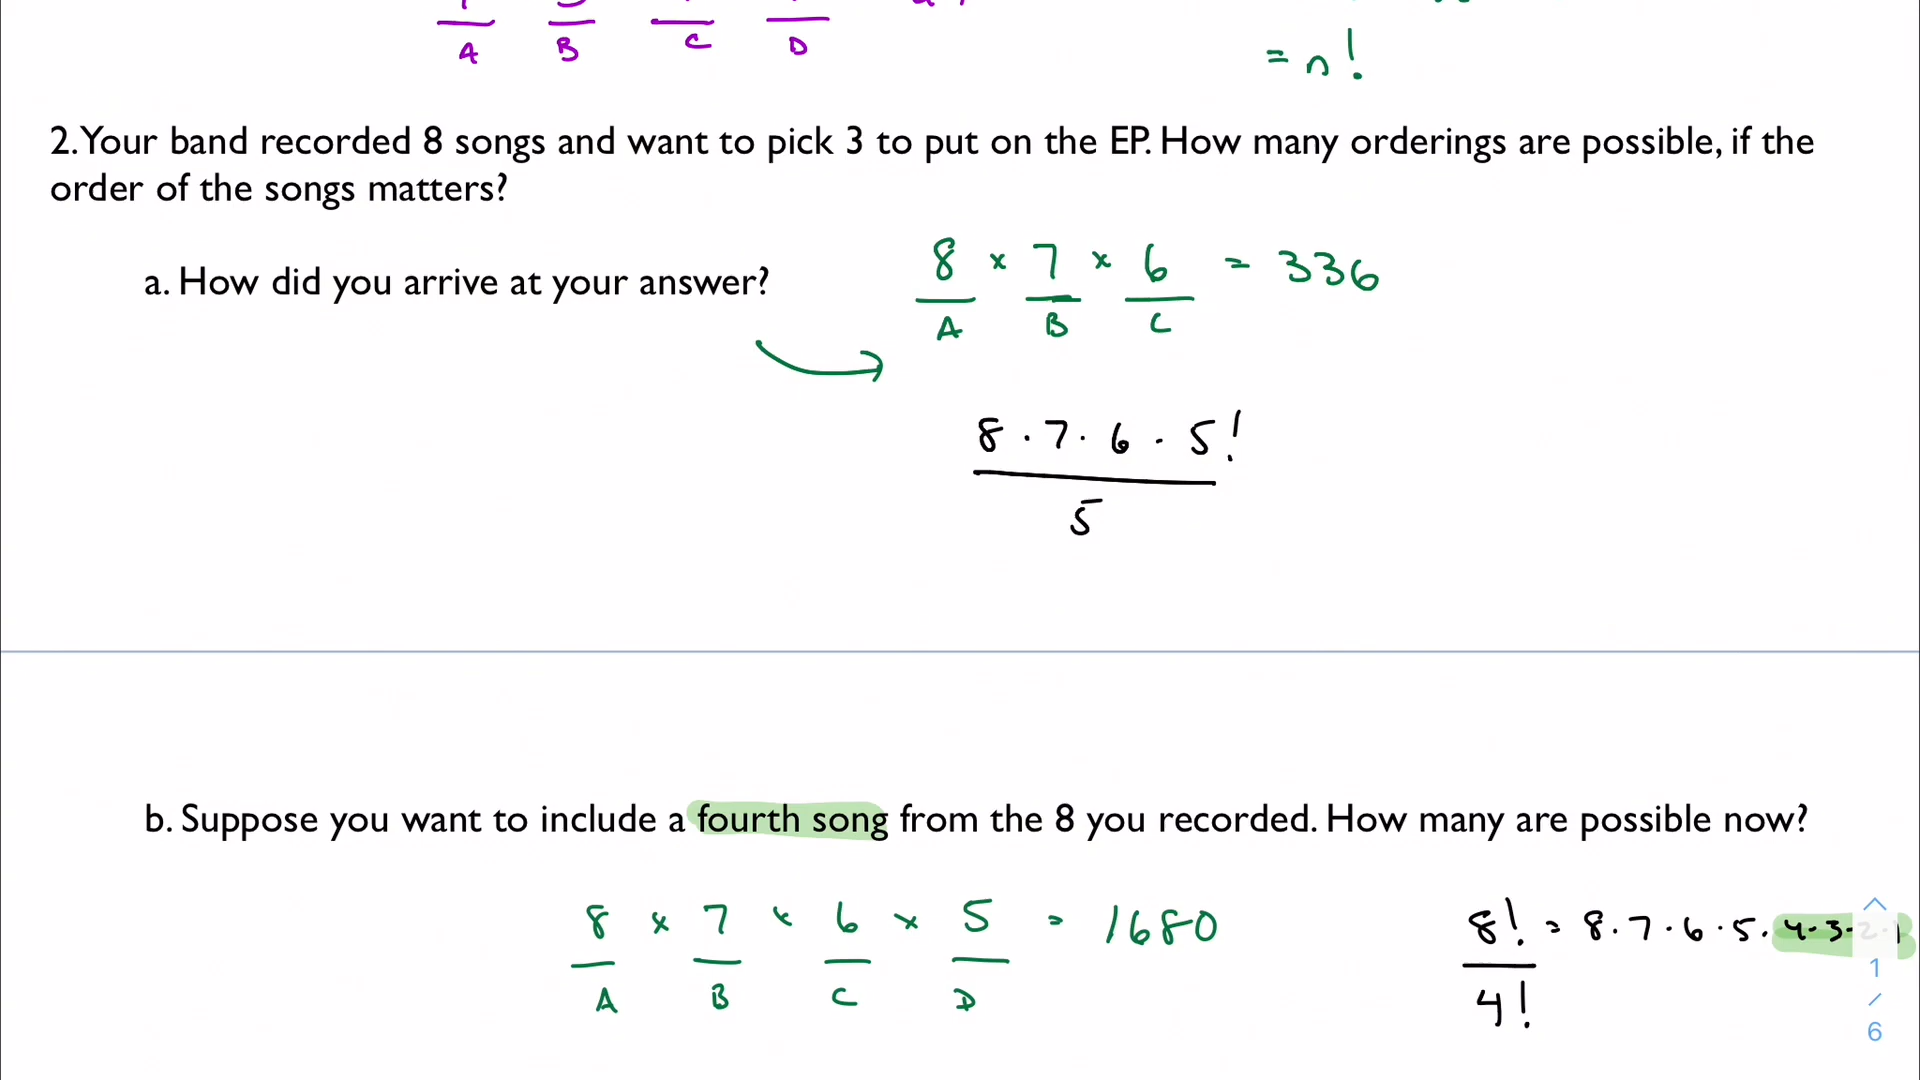 A B C D
= n!
2. Your band recorded 8 songs and want to pick 3 to put on the EP. How many orderings are possible, if the
order of the songs matters?
8 × 7 × 6 = 336
a. How did you arrive at your answer?
A B C
8 · 7 · 6 · 5!
5
b. Suppose you want to include a fourth song from the 8 you recorded. How many are possible now?
8 × 7 × 6 × 5 = 1680
8! = 8 · 7 · 6 · 5 · 4 · 3 · 2 · 1
A B C D
4!
1
/
6